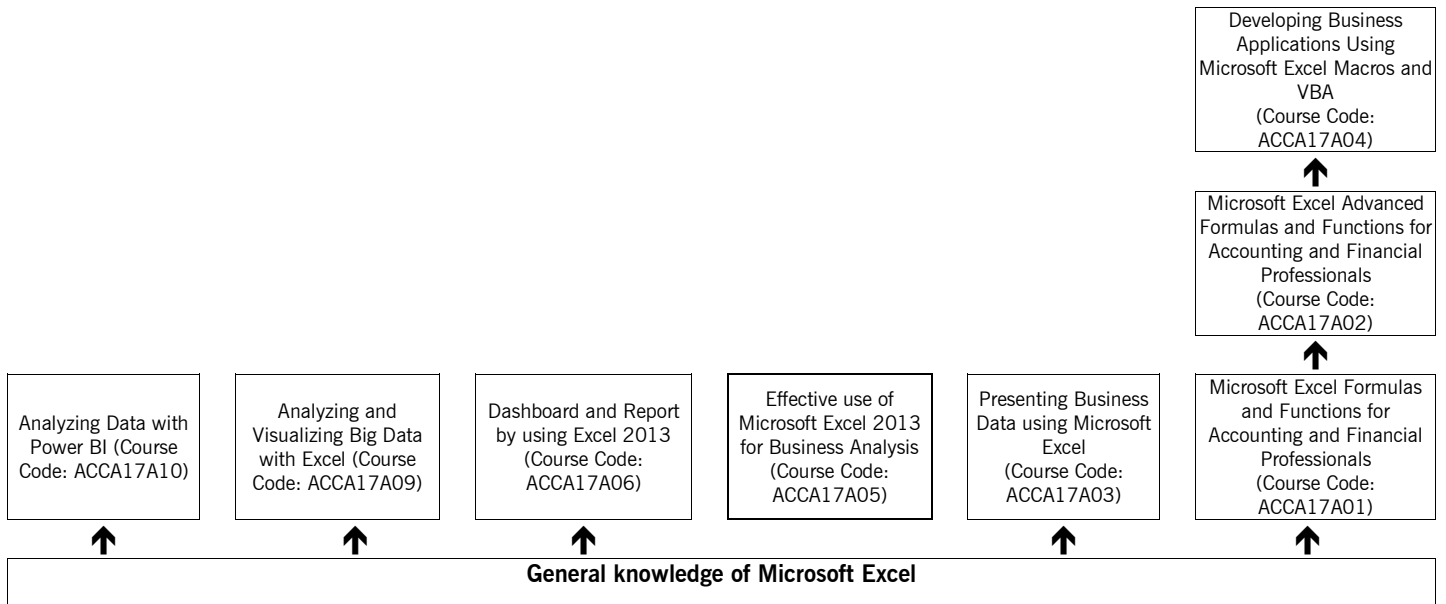 Developing Business
Applications Using
Microsoft Excel Macros and
VBA
(Course Code:
ACCA17A04)
Microsoft Excel Advanced
Formulas and Functions for
Accounting and Financial
Professionals
(Course Code:
ACCA17A02)
Analyzing Data with
Power BI (Course
Code: ACCA17A10)
Analyzing and
Visualizing Big Data
with Excel (Course
Code: ACCA17A09)
Dashboard and Report
by using Excel 2013
(Course Code:
ACCA17A06)
Effective use of
Microsoft Excel 2013
for Business Analysis
(Course Code:
ACCA17A05)
Presenting Business
Data using Microsoft
Excel
(Course Code:
ACCA17A03)
Microsoft Excel Formulas
and Functions for
Accounting and Financial
Professionals
(Course Code:
ACCA17A01)
General knowledge of Microsoft Excel